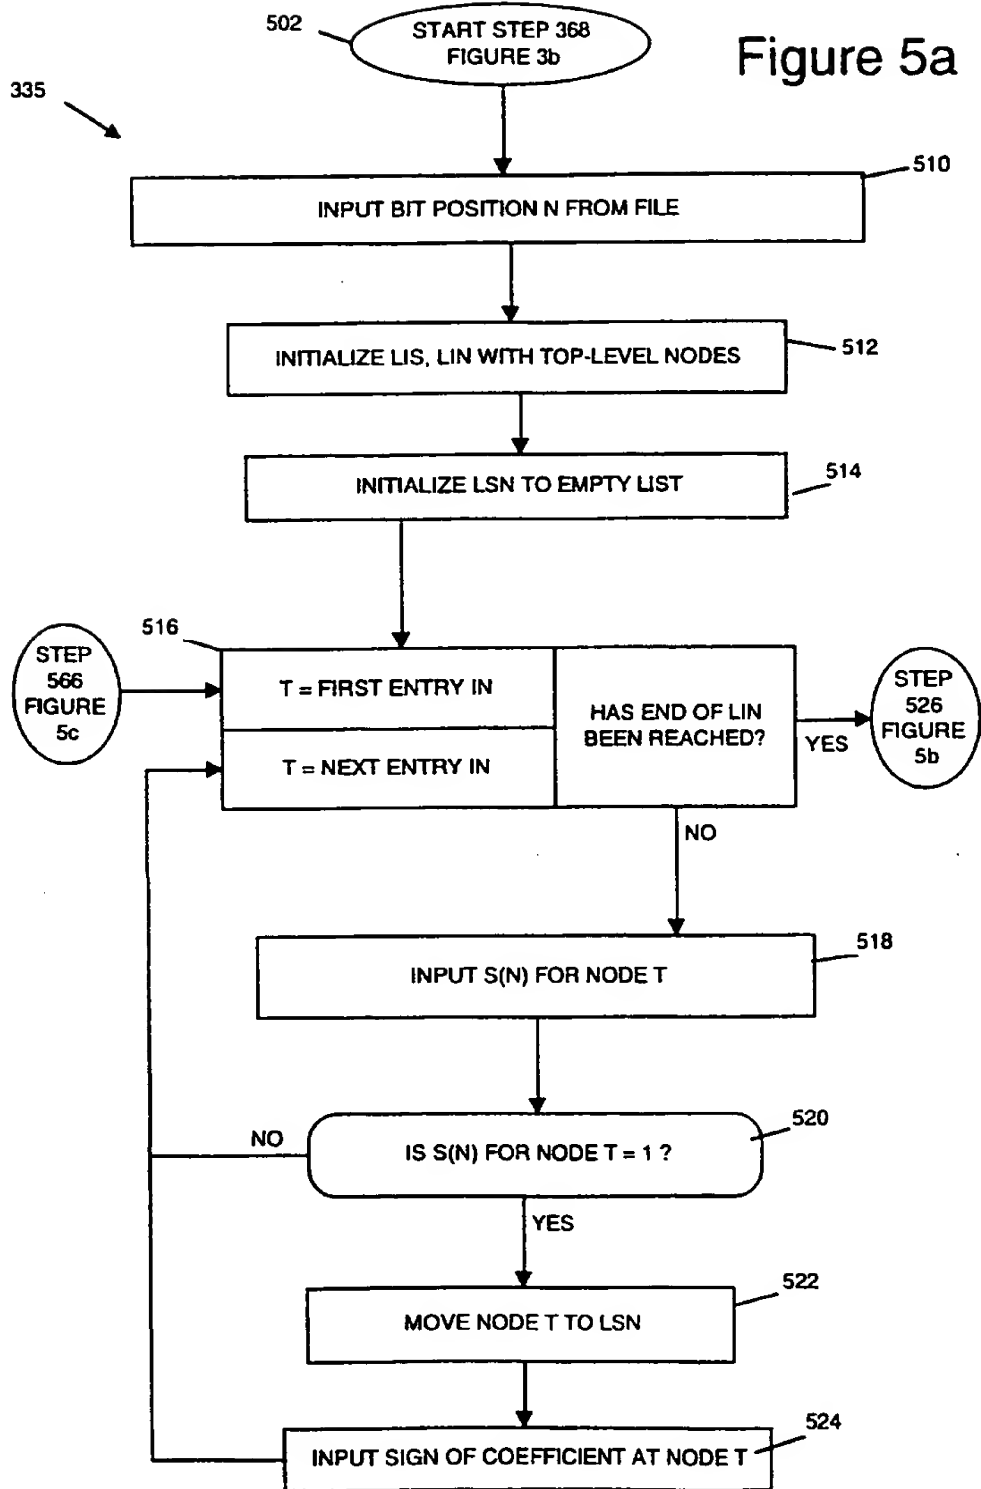 502
START STEP 368
FIGURE 3b
Figure 5a
335
510
INPUT BIT POSITION N FROM FILE
INITIALIZE LIS, LIN WITH TOP-LEVEL NODES
512
INITIALIZE LSN TO EMPTY LIST
514
516
STEP
566
FIGURE
5c
T = FIRST ENTRY IN
T = NEXT ENTRY IN
HAS END OF LIN
BEEN REACHED?
YES
STEP
526
FIGURE
5b
NO
518
INPUT S(N) FOR NODE T
520
NO
IS S(N) FOR NODE T = 1 ?
YES
522
MOVE NODE T TO LSN
524
INPUT SIGN OF COEFFICIENT AT NODE T